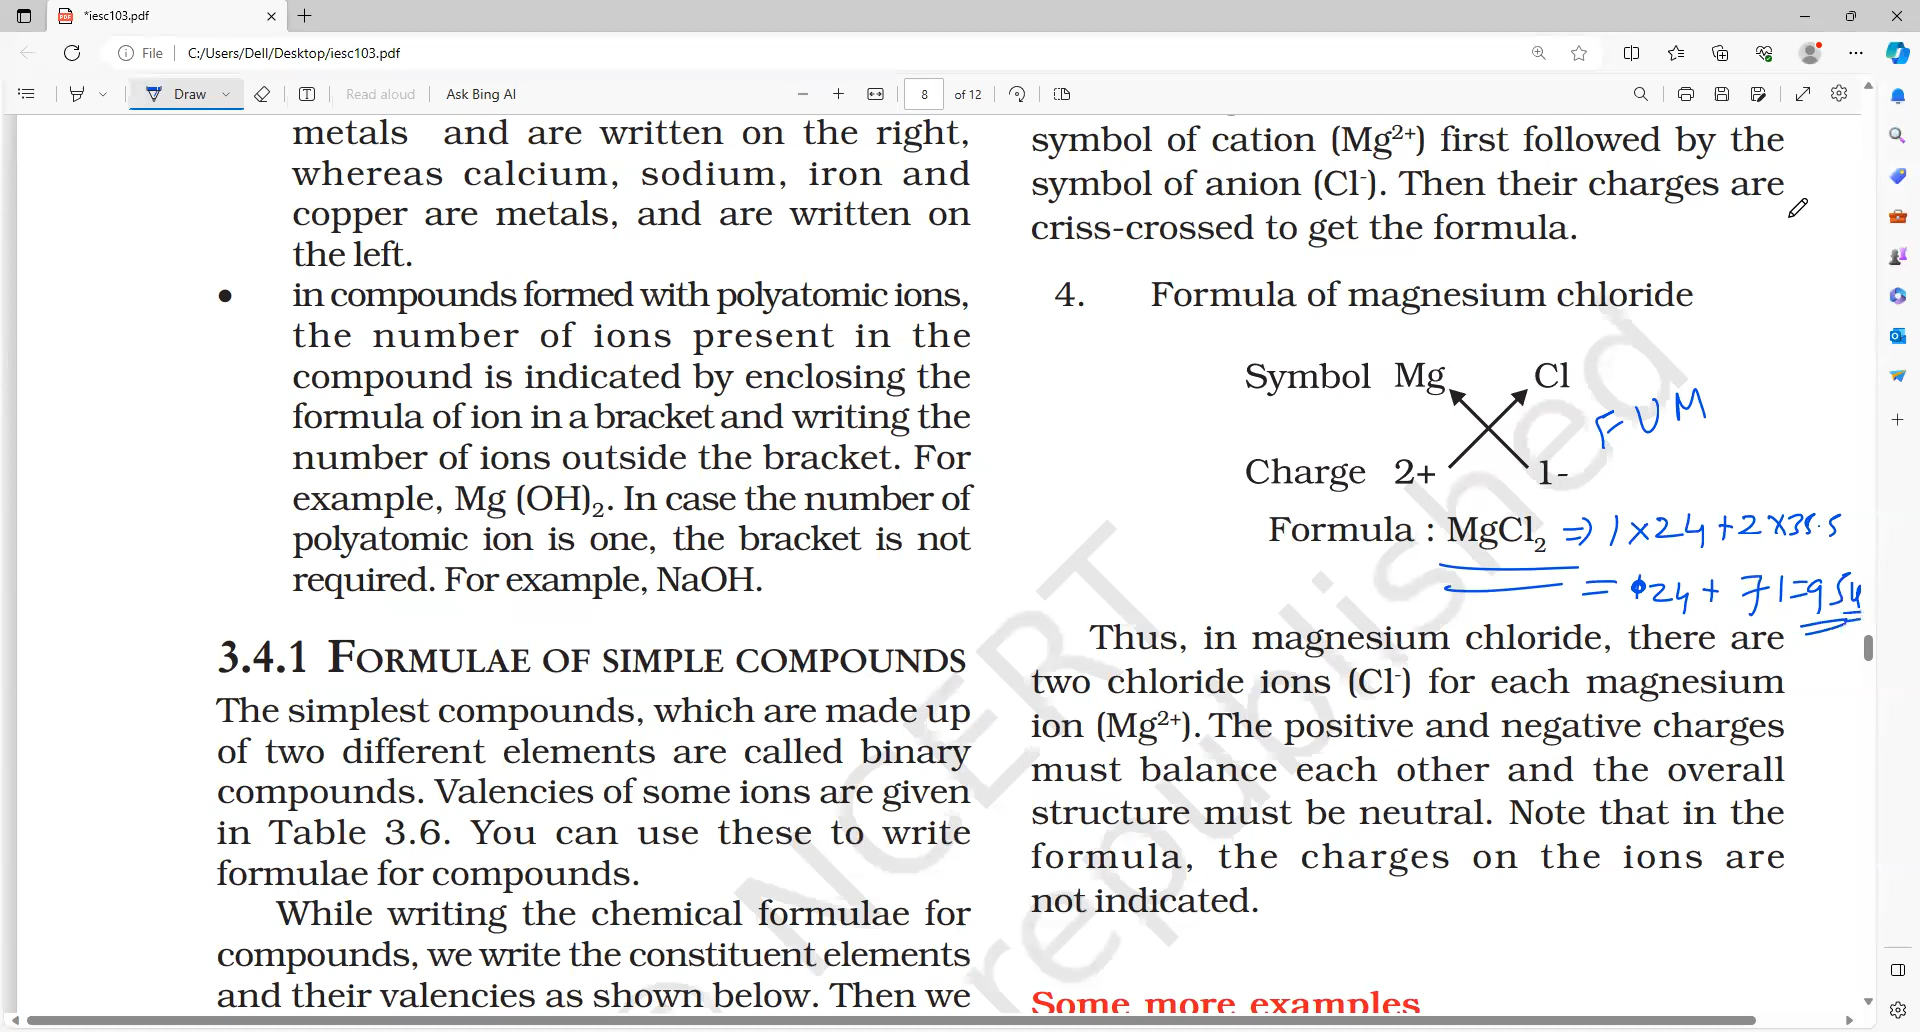 *iesc103.pdf
File C:/Users/Dell/Desktop/iesc103.pdf
Draw Read aloud Ask Bing AI 8 of 12
metals and are written on the right,
whereas calcium, sodium, iron and
copper are metals, and are written on
the left.
• in compounds formed with polyatomic ions,
the number of ions present in the
compound is indicated by enclosing the
formula of ion in a bracket and writing the
number of ions outside the bracket. For
example, Mg (OH)₂. In case the number of
polyatomic ion is one, the bracket is not
required. For example, NaOH.
3.4.1 FORMULAE OF SIMPLE COMPOUNDS
The simplest compounds, which are made up
of two different elements are called binary
compounds. Valencies of some ions are given
in Table 3.6. You can use these to write
formulae for compounds.
While writing the chemical formulae for
compounds, we write the constituent elements
and their valencies as shown below. Then we
symbol of cation (Mg²⁺) first followed by the
symbol of anion (Cl⁻). Then their charges are
criss-crossed to get the formula.
4. Formula of magnesium chloride
Symbol Mg Cl
FUM
Charge 2+ 1-
Formula : MgCl₂ ⇒ 1×24+2×35.5
= 24+ 71=95u
Thus, in magnesium chloride, there are
two chloride ions (Cl⁻) for each magnesium
ion (Mg²⁺). The positive and negative charges
must balance each other and the overall
structure must be neutral. Note that in the
formula, the charges on the ions are
not indicated.
Some more examples
NCERT
republished